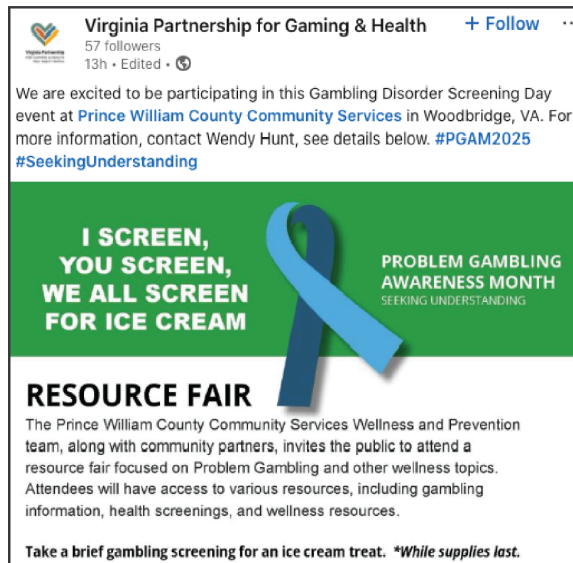 Virginia Partnership for Gaming & Health
+ Follow
57 followers
13h • Edited •
Virginia Partnership
We are excited to be participating in this Gambling Disorder Screening Day
event at Prince William County Community Services in Woodbridge, VA. For
more information, contact Wendy Hunt, see details below. #PGAM2025
#SeekingUnderstanding
I SCREEN,
YOU SCREEN,
WE ALL SCREEN
FOR ICE CREAM
PROBLEM GAMBLING
AWARENESS MONTH
SEEKING UNDERSTANDING
RESOURCE FAIR
The Prince William County Community Services Wellness and Prevention
team, along with community partners, invites the public to attend a
resource fair focused on Problem Gambling and other wellness topics.
Attendees will have access to various resources, including gambling
information, health screenings, and wellness resources.
Take a brief gambling screening for an ice cream treat. *While supplies last.